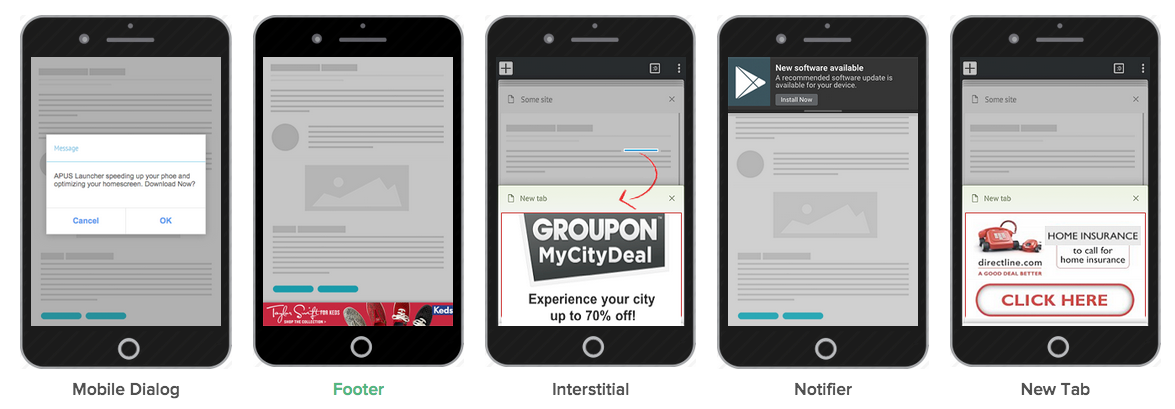 Message
APUS Launcher speeding up your phoe and
optimizing your homescreen. Download Now?
Cancel
OK
Mobile Dialog
Taylor Swift FOR KEDS
SHOP THE COLLECTION
Keds
Footer
Some site
New tab
GROUPON
MyCityDeal
Experience your city
up to 70% off!
Interstitial
New software available
A recommended software update is
available for your device.
Install Now
Notifier
Some site
New tab
directline.com
A GOOD DEAL BETTER
HOME INSURANCE
to call for
home insurance
CLICK HERE
New Tab